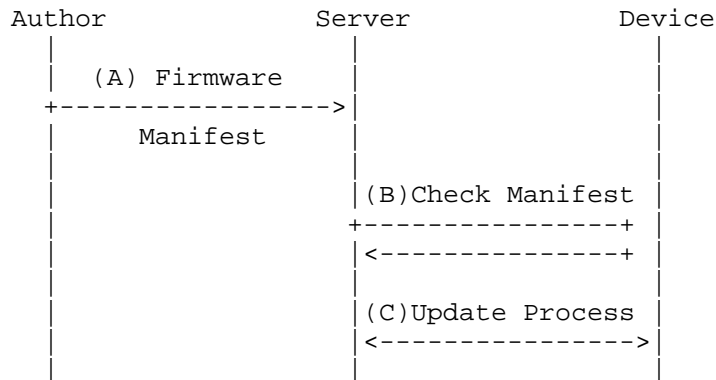 Author Server Device
(A) Firmware
Manifest
(B)Check Manifest
(C)Update Process